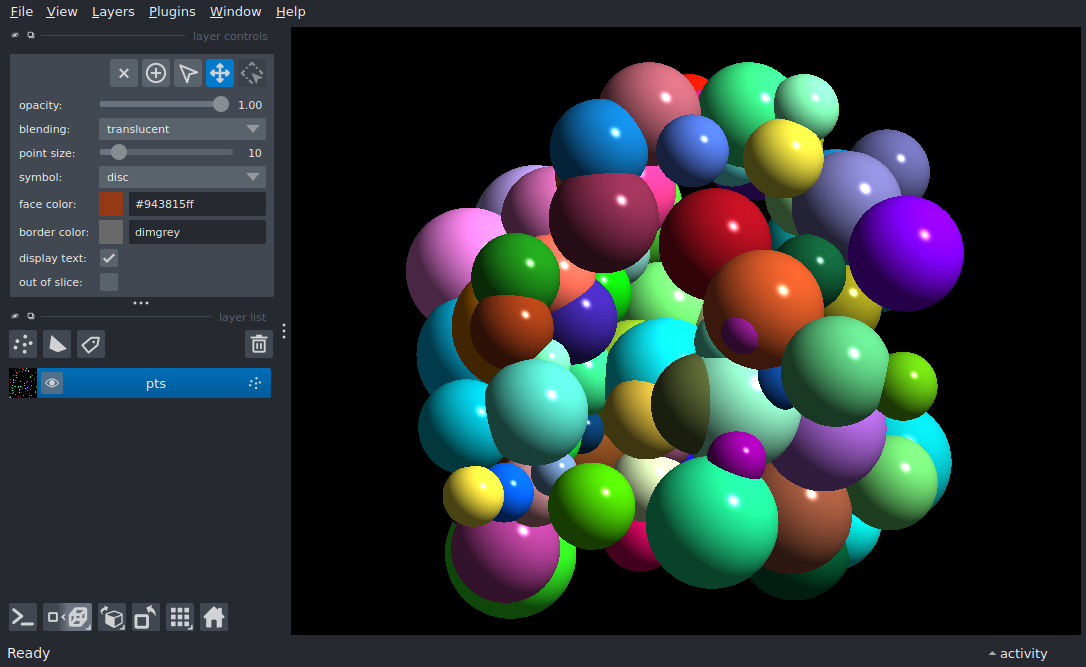 File View Layers Plugins Window Help
layer controls
opacity: 1.00
blending: translucent
point size: 10
symbol: disc
face color: #943815ff
border color: dimgrey
display text:
out of slice:
layer list
pts
Ready
activity